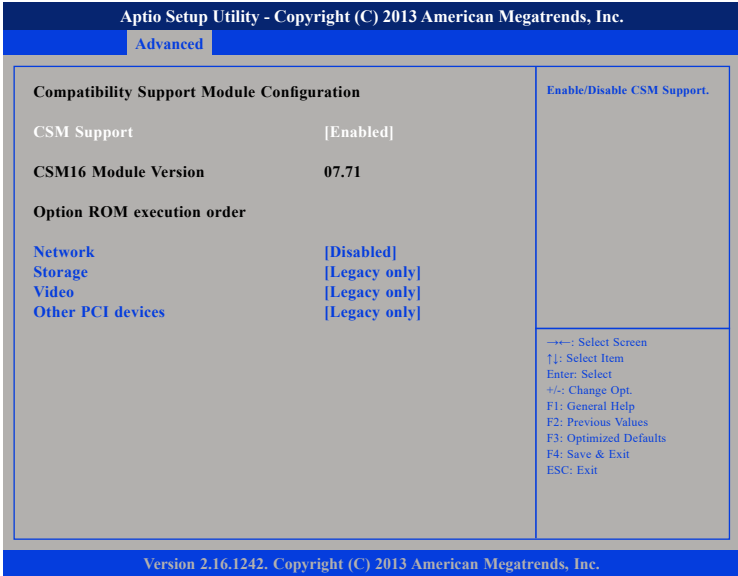 Aptio Setup Utility - Copyright (C) 2013 American Megatrends, Inc.
Advanced
Compatibility Support Module Configuration
CSM Support [Enabled]
CSM16 Module Version 07.71
Option ROM execution order
Network [Disabled]
Storage [Legacy only]
Video [Legacy only]
Other PCI devices [Legacy only]
Enable/Disable CSM Support.
→←: Select Screen
↑↓: Select Item
Enter: Select
+/-: Change Opt.
F1: General Help
F2: Previous Values
F3: Optimized Defaults
F4: Save & Exit
ESC: Exit
Version 2.16.1242. Copyright (C) 2013 American Megatrends, Inc.